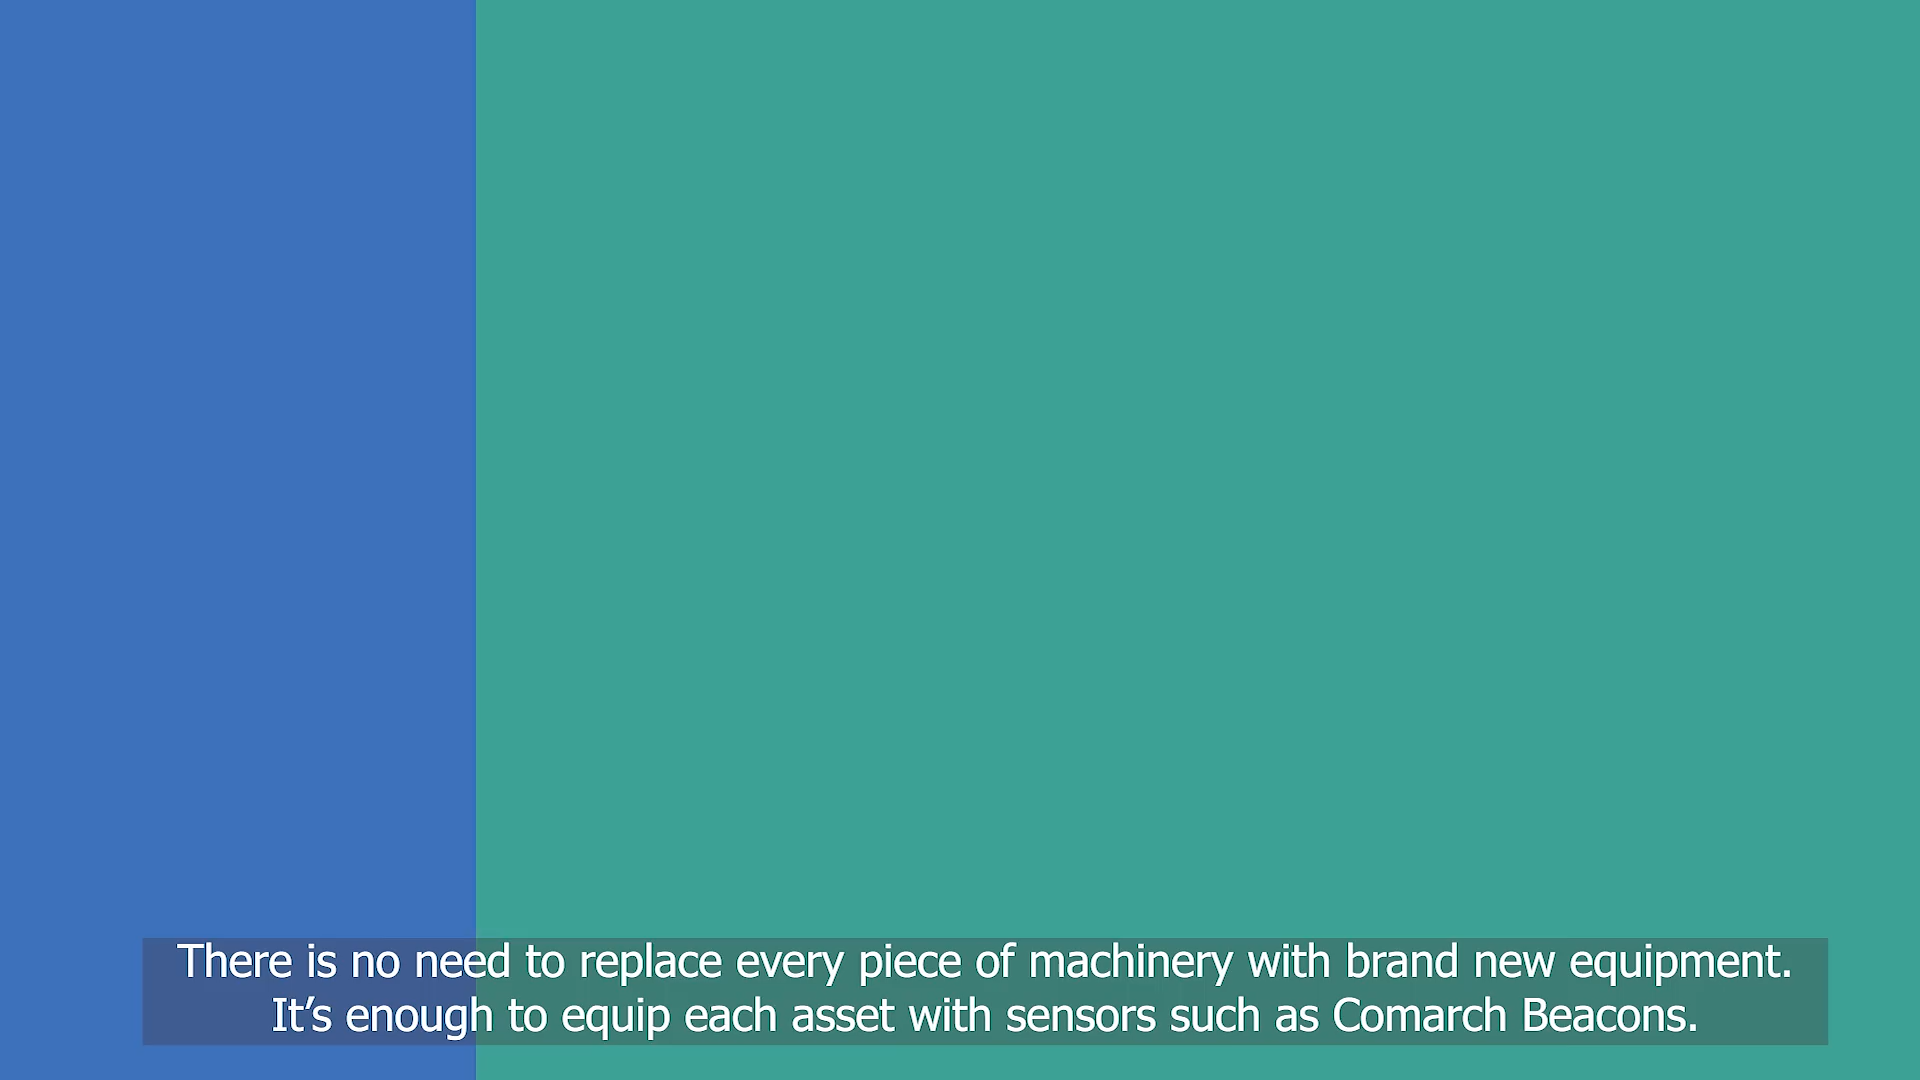 There is no need to replace every piece of machinery with brand new equipment.
It’s enough to equip each asset with sensors such as Comarch Beacons.